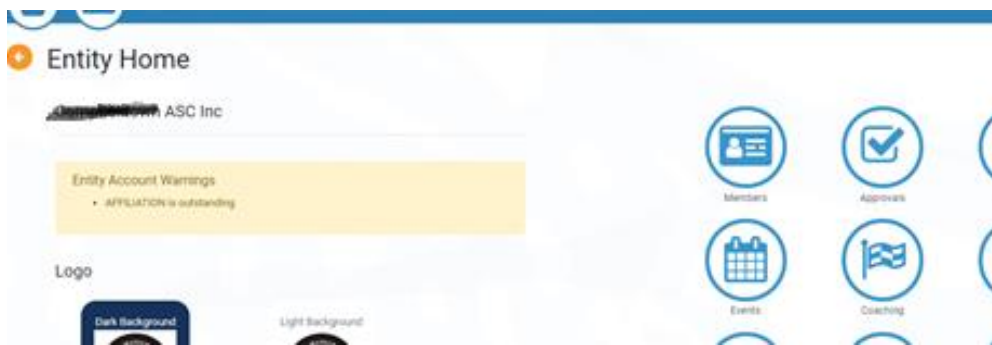 Entity Home
ASC Inc
Entity Account Warnings
AFFILIATION is outstanding
Members
Approvals
Logo
Events
Coaching
Dark Background
Light Background